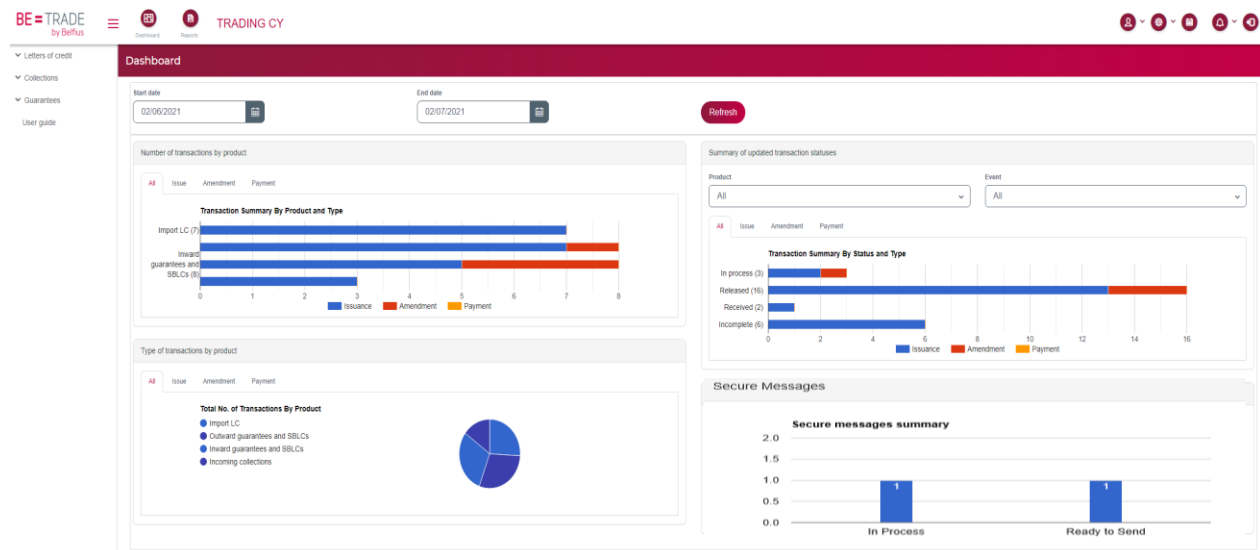 BE = TRADE
by Belfius
Dashboard
Reports
TRADING CY
Letters of credit
Collections
Guarantees
User guide
Dashboard
Start date
End date
02/06/2021
02/07/2021
Refresh
Number of transactions by product
All Issue Amendment Payment
Transaction Summary By Product and Type
Import LC (7)
Inward
guarantees and
SBLCs (8)
0 1 2 3 4 5 6 7 8
Issuance Amendment Payment
Type of transactions by product
All Issue Amendment Payment
Total No. of Transactions By Product
Import LC
Outward guarantees and SBLCs
Inward guarantees and SBLCs
Incoming collections
Summary of updated transaction statuses
Product
Event
All
All
All Issue Amendment Payment
Transaction Summary By Status and Type
In process (3)
Released (16)
Received (2)
Incomplete (6)
0 2 4 6 8 10 12 14 16
Issuance Amendment Payment
Secure Messages
Secure messages summary
2.0
1.5
1.0
0.5
0.0
1 1
In Process Ready to Send